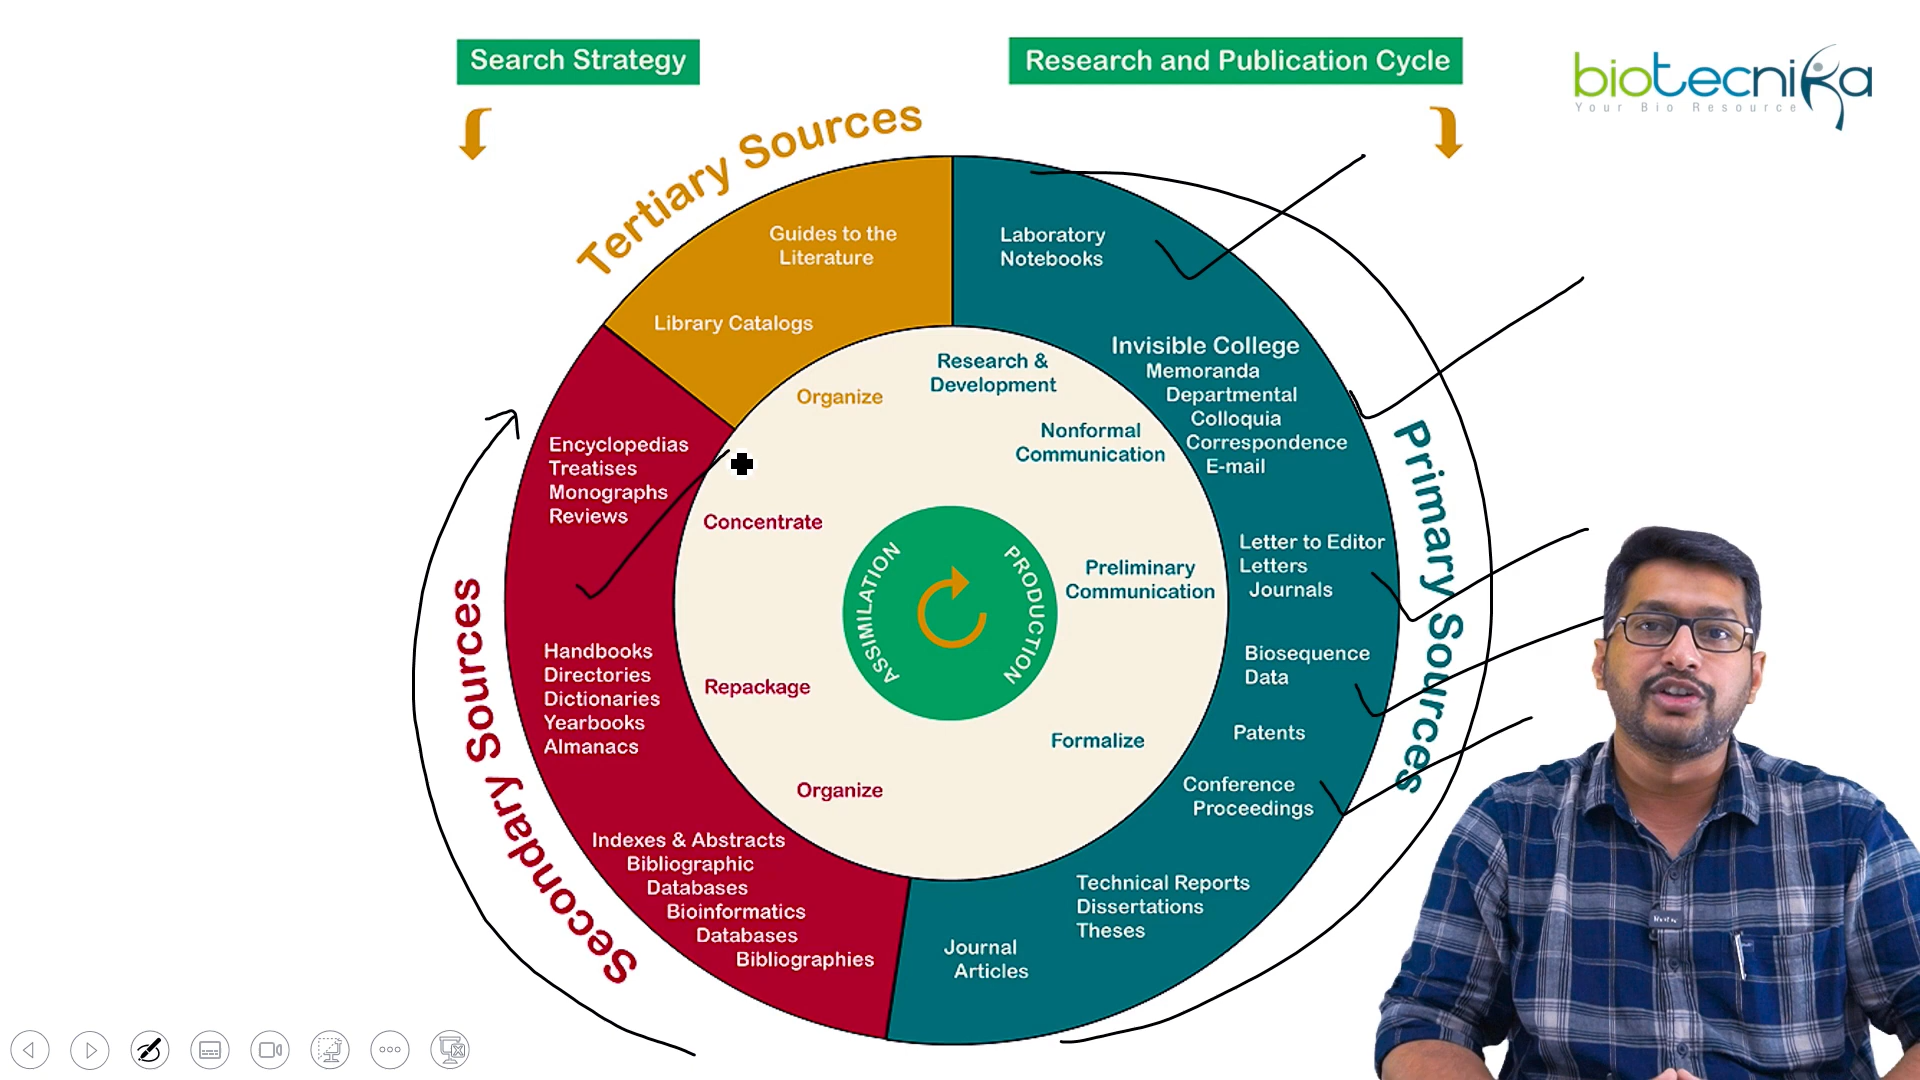 Search Strategy
Research and Publication Cycle
biotecnika
Your Bio Resource
Tertiary Sources
Guides to the
Literature
Library Catalogs
Laboratory
Notebooks
Invisible College
Memoranda
Departmental
Colloquia
Correspondence
E-mail
Letter to Editor
Letters
Journals
Biosequence
Data
Patents
Conference
Proceedings
Technical Reports
Dissertations
Theses
Journal
Articles
Primary Sources
Research &
Development
Nonformal
Communication
Preliminary
Communication
Formalize
PRODUCTION
ASSIMILATION
Organize
Concentrate
Repackage
Organize
Encyclopedias
Treatises
Monographs
Reviews
Handbooks
Directories
Dictionaries
Yearbooks
Almanacs
Indexes & Abstracts
Bibliographic
Databases
Bioinformatics
Databases
Bibliographies
Secondary Sources